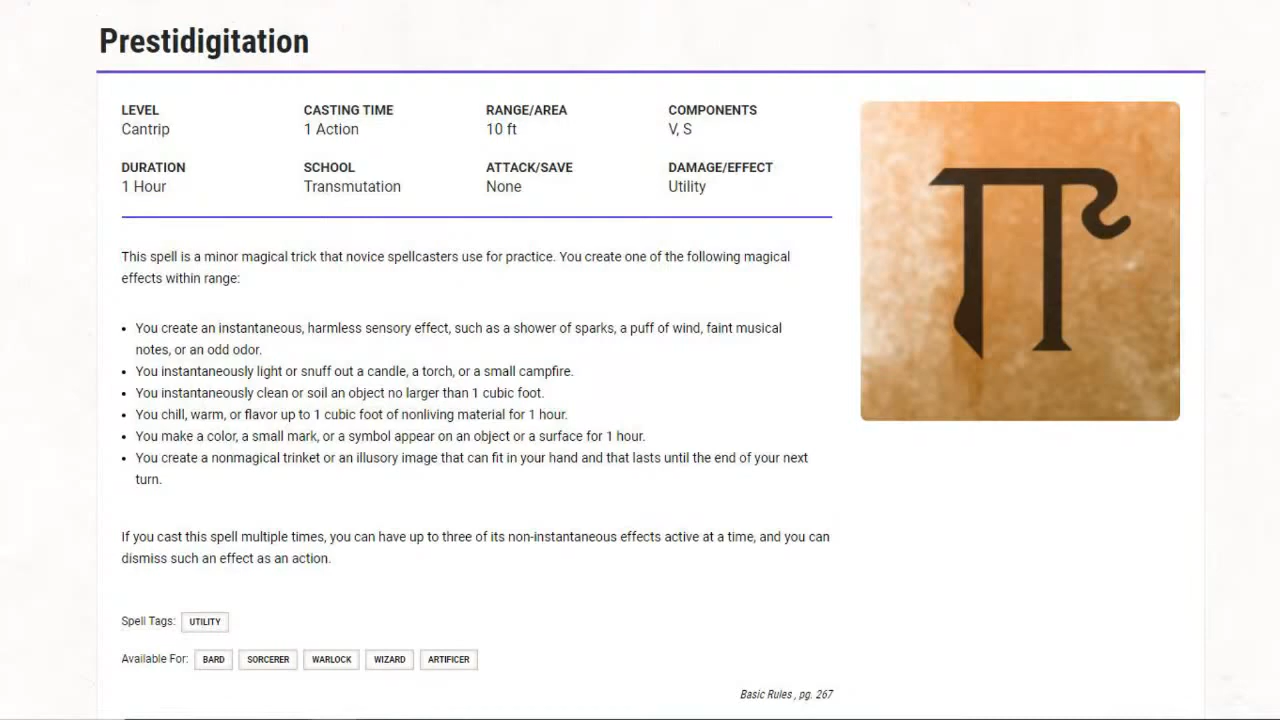 Prestidigitation
LEVEL CASTING TIME RANGE/AREA COMPONENTS
Cantrip 1 Action 10 ft V, S
DURATION SCHOOL ATTACK/SAVE DAMAGE/EFFECT
1 Hour Transmutation None Utility
This spell is a minor magical trick that novice spellcasters use for practice. You create one of the following magical
effects within range:
• You create an instantaneous, harmless sensory effect, such as a shower of sparks, a puff of wind, faint musical
notes, or an odd odor.
• You instantaneously light or snuff out a candle, a torch, or a small campfire.
• You instantaneously clean or soil an object no larger than 1 cubic foot.
• You chill, warm, or flavor up to 1 cubic foot of nonliving material for 1 hour.
• You make a color, a small mark, or a symbol appear on an object or a surface for 1 hour.
• You create a nonmagical trinket or an illusory image that can fit in your hand and that lasts until the end of your next
turn.
If you cast this spell multiple times, you can have up to three of its non-instantaneous effects active at a time, and you can
dismiss such an effect as an action.
Spell Tags: UTILITY
Available For: BARD SORCERER WARLOCK WIZARD ARTIFICER
Basic Rules , pg. 267